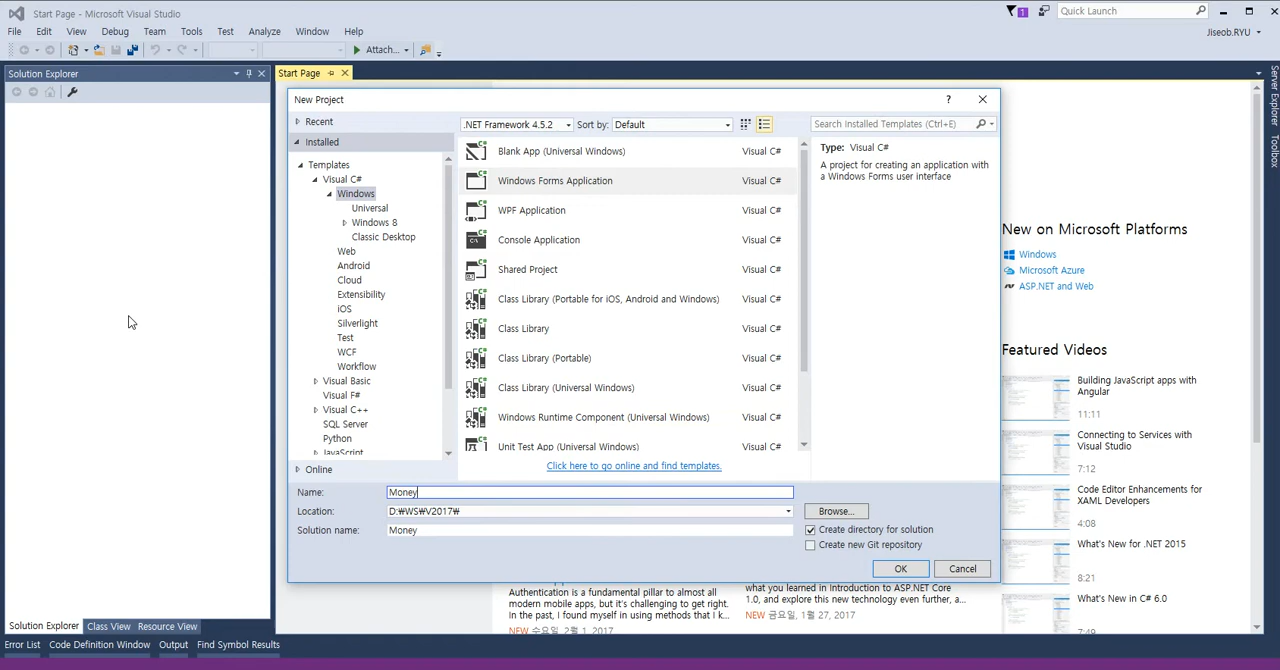 Start Page - Microsoft Visual Studio
1
Quick Launch
File Edit View Debug Team Tools Test Analyze Window Help
Jiseob.RYU
Attach...
Solution Explorer
Start Page
Server Explorer
Toolbox
New Project
?
Recent
.NET Framework 4.5.2
Sort by:
Default
Search Installed Templates (Ctrl+E)
Installed
Templates
Visual C#
Windows
Universal
Windows 8
Classic Desktop
Web
Android
Cloud
Extensibility
iOS
Silverlight
Test
WCF
Workflow
Visual Basic
Visual F#
Visual C++
SQL Server
Python
JavaScript
Online
Blank App (Universal Windows) Visual C#
Windows Forms Application Visual C#
WPF Application Visual C#
Console Application Visual C#
Shared Project Visual C#
Class Library (Portable for iOS, Android and Windows) Visual C#
Class Library Visual C#
Class Library (Portable) Visual C#
Class Library (Universal Windows) Visual C#
Windows Runtime Component (Universal Windows) Visual C#
Unit Test App (Universal Windows) Visual C#
Click here to go online and find templates.
Type: Visual C#
A project for creating an application with
a Windows Forms user interface
Name: Money
Location: D:₩WS₩V2017₩
Browse...
Solution name: Money
Create directory for solution
Create new Git repository
OK
Cancel
New on Microsoft Platforms
Windows
Microsoft Azure
ASP.NET and Web
Featured Videos
Building JavaScript apps with
Angular
11:11
Connecting to Services with
Visual Studio
7:12
Code Editor Enhancements for
XAML Developers
4:08
What's New for .NET 2015
8:21
What's New in C# 6.0
7:49
Authentication is a fundamental pillar to almost all
modern mobile apps, but it's challenging to get right.
In the past, I found myself in using methods that I k...
NEW 수요일, 2월 1, 2017
what you learned in Introduction to ASP.NET Core
1.0, and explore this new technology even further, a...
NEW 금요일, 1월 27, 2017
Solution Explorer Class View Resource View
Error List Code Definition Window Output Find Symbol Results